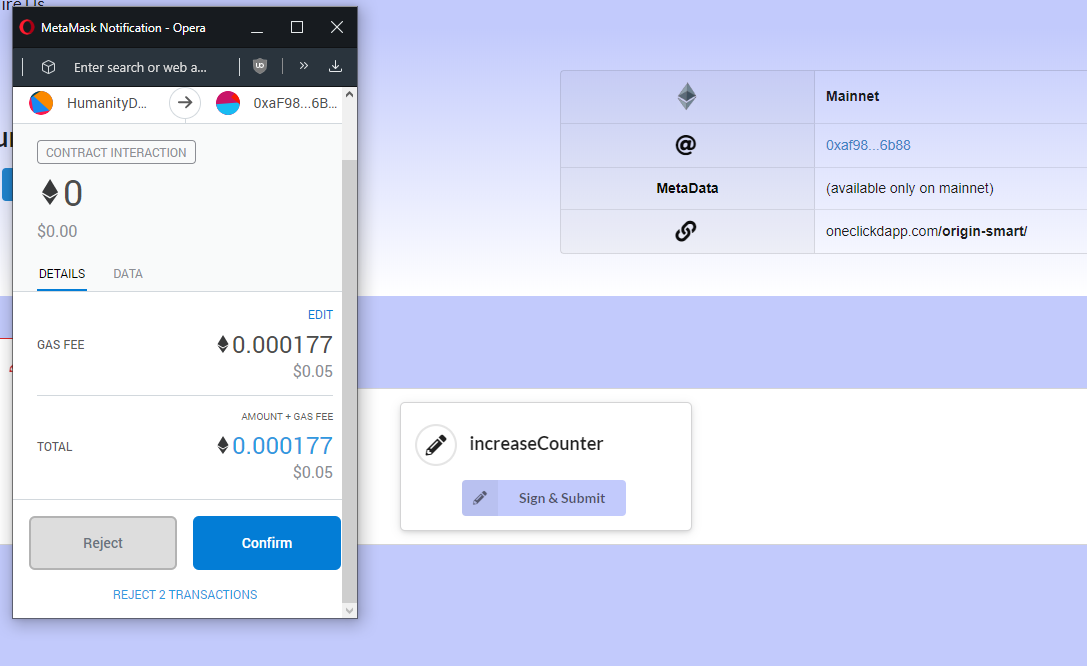 MetaMask Notification - Opera
Enter search or web a...
HumanityD...
0xaF98...6B...
CONTRACT INTERACTION
0
$0.00
DETAILS
DATA
EDIT
GAS FEE
0.000177
$0.05
AMOUNT + GAS FEE
TOTAL
0.000177
$0.05
Reject
Confirm
REJECT 2 TRANSACTIONS
Mainnet
@
0xaf98...6b88
MetaData
(available only on mainnet)
oneclickdapp.com/origin-smart/
increaseCounter
Sign & Submit